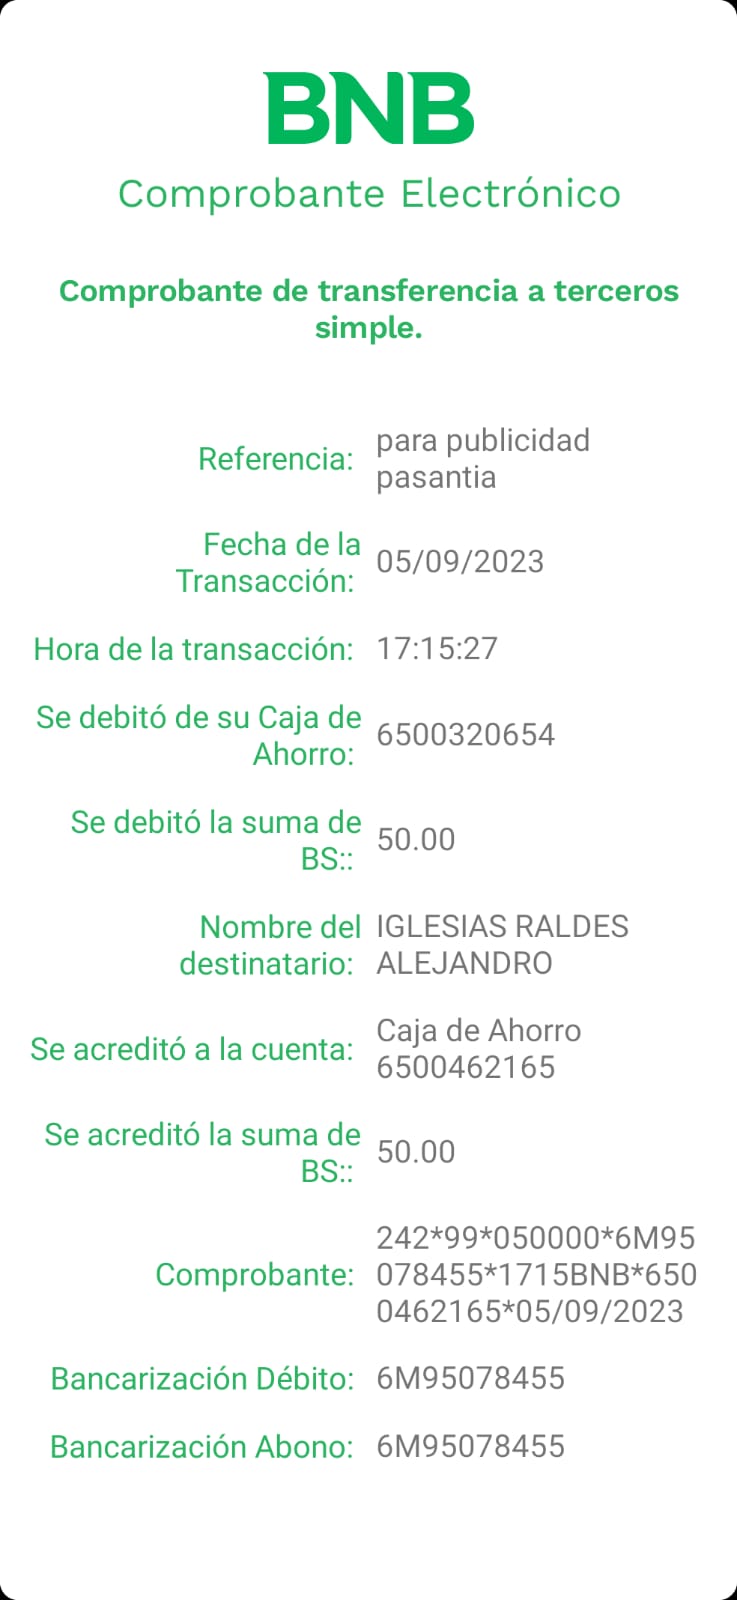 BNB
Comprobante Electrónico
Comprobante de transferencia a terceros
simple.
Referencia:
para publicidad
pasantia
Fecha de la
Transacción:
05/09/2023
Hora de la transacción:
17:15:27
Se debitó de su Caja de
Ahorro:
6500320654
Se debitó la suma de
BS::
50.00
Nombre del
destinatario:
IGLESIAS RALDES
ALEJANDRO
Se acreditó a la cuenta:
Caja de Ahorro
6500462165
Se acreditó la suma de
BS::
50.00
Comprobante:
242*99*050000*6M95
078455*1715BNB*650
0462165*05/09/2023
Bancarización Débito:
6M95078455
Bancarización Abono:
6M95078455